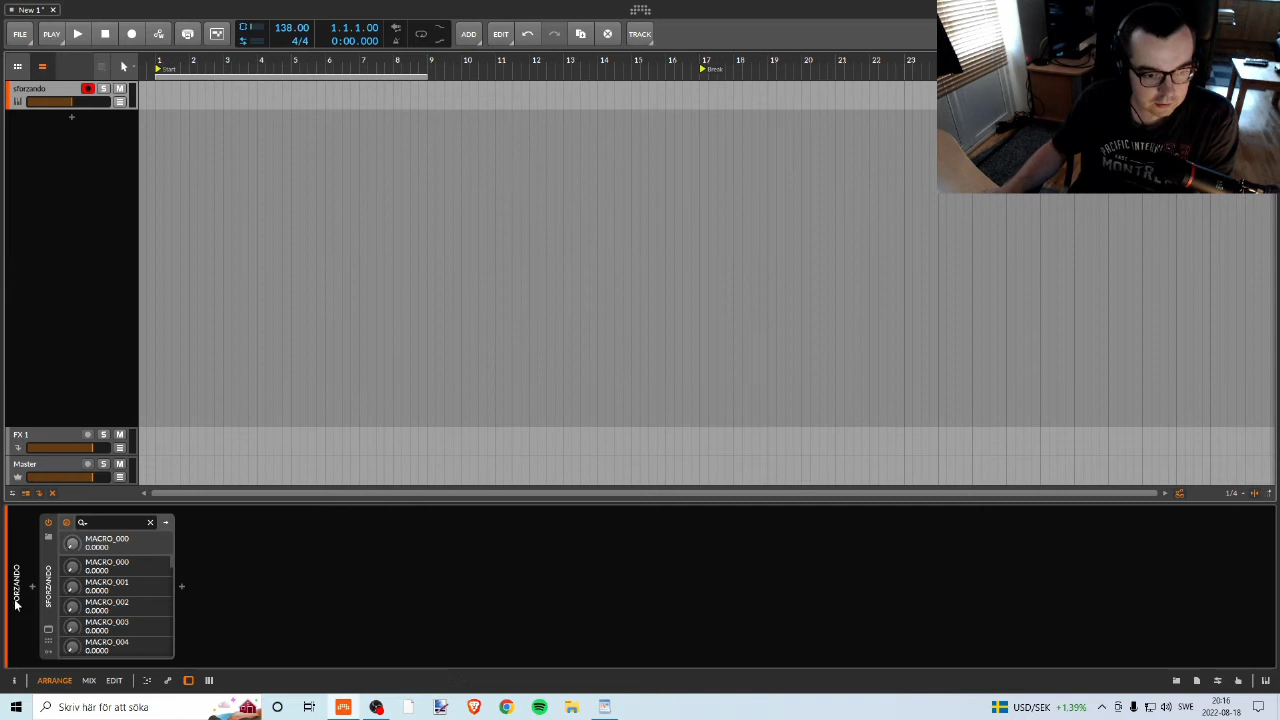 New 1*
FILE PLAY 138.00 1.1.1.00 EDIT TRACK
4/4 0:00.000
1 2 3 4 5 6 7 8 9 10 11 12 13 14 15 16 17 18 19 20 21 22 23
Start Break
sforzando S M
PACIFIC INTER
MONTRE
FX 1 S M
Master S M
1/4
SFORZANDO
MACRO_000
0.0000
MACRO_000
0.0000
MACRO_001
0.0000
MACRO_002
0.0000
MACRO_003
0.0000
MACRO_004
0.0000
i ARRANGE MIX EDIT
Skriv här för att söka
USD/SEK +1.39% SWE 20:16
2022-08-18